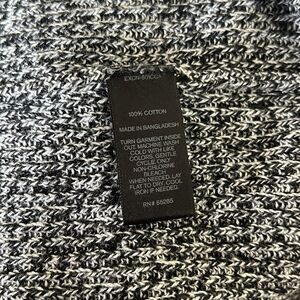 100% COTTON
MADE IN BANGLADESH
TURN GARMENT INSIDE
OUT, MACHINE WASH
COLD WITH LIKE
COLORS, GENTLE
CYCLE ONLY
NON-CHLORINE
BLEACH
WHEN NEEDED, LAY
FLAT TO DRY, COOL
IRON IF NEEDED.
RN# 65285